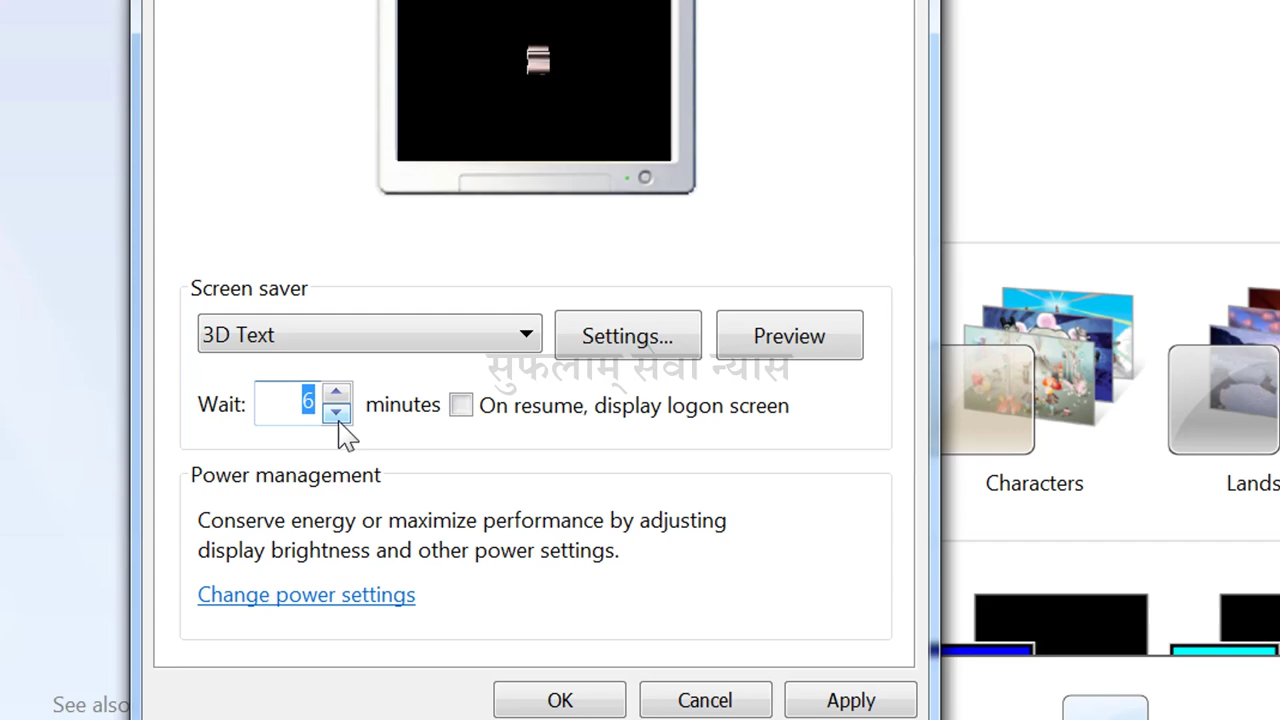 Screen saver
3D Text
Settings...
Preview
सुफलाम् सेवा न्यास
Wait: 6 minutes On resume, display logon screen
Power management
Characters
Lands
Conserve energy or maximize performance by adjusting
display brightness and other power settings.
Change power settings
See also
OK
Cancel
Apply